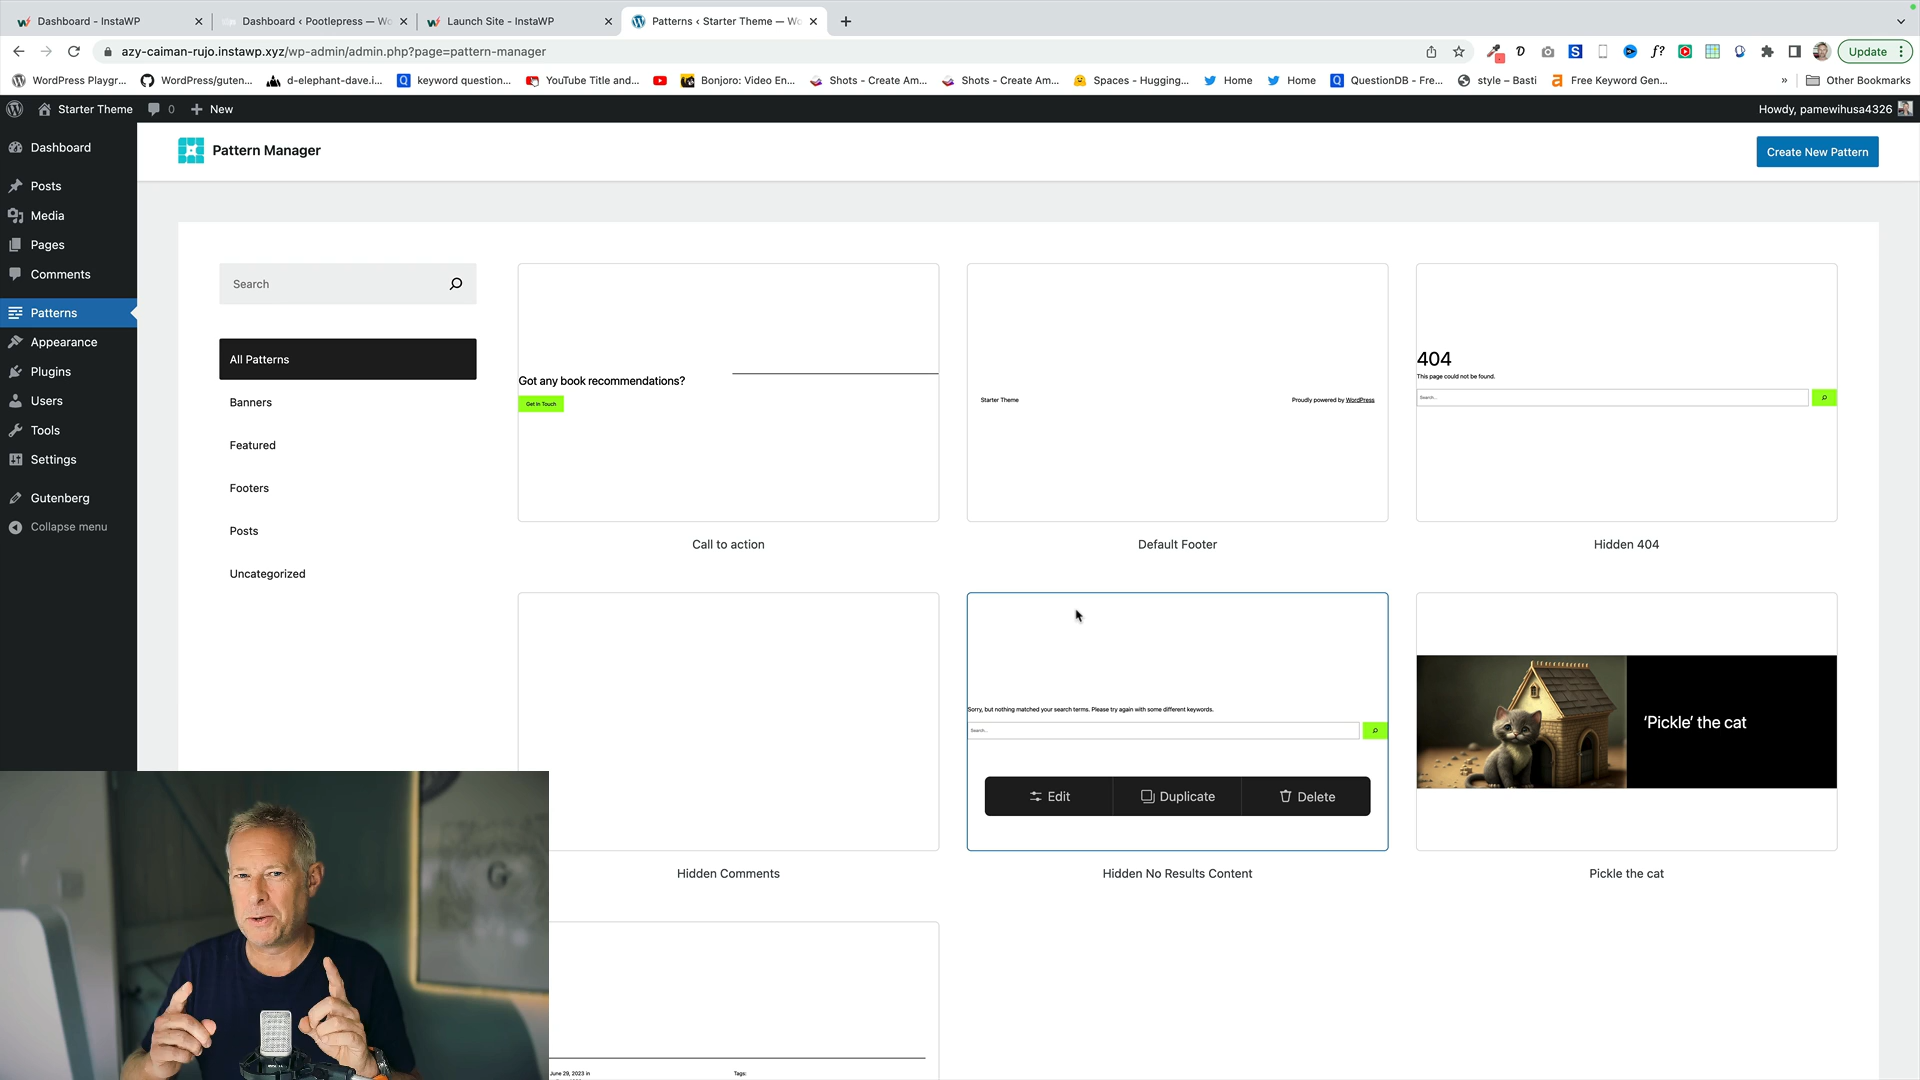 Dashboard - InstaWP
Dashboard ‹ Pootlepress — Wo
Launch Site - InstaWP
Patterns ‹ Starter Theme — Wo
azy-caiman-rujo.instawp.xyz/wp-admin/admin.php?page=pattern-manager
Update
WordPress Playgr...
WordPress/guten...
d-elephant-dave.i...
keyword question...
YouTube Title and...
Bonjoro: Video En...
Shots - Create Am...
Shots - Create Am...
Spaces - Hugging...
Home
Home
QuestionDB - Fre...
style – Basti
Free Keyword Gen...
»
Other Bookmarks
Starter Theme
0
New
Howdy, pamewihusa4326
Dashboard
Posts
Media
Pages
Comments
Patterns
Appearance
Plugins
Users
Tools
Settings
Gutenberg
Collapse menu
Pattern Manager
Create New Pattern
Search
All Patterns
Banners
Featured
Footers
Posts
Uncategorized
Got any book recommendations?
Get In Touch
Call to action
Starter Theme
Proudly powered by WordPress
Default Footer
404
This page could not be found.
Search...
Hidden 404
Hidden Comments
Sorry, but nothing matched your search terms. Please try again with some different keywords.
Search...
Edit
Duplicate
Delete
Hidden No Results Content
‘Pickle’ the cat
Pickle the cat
June 29, 2023 in
Tags: